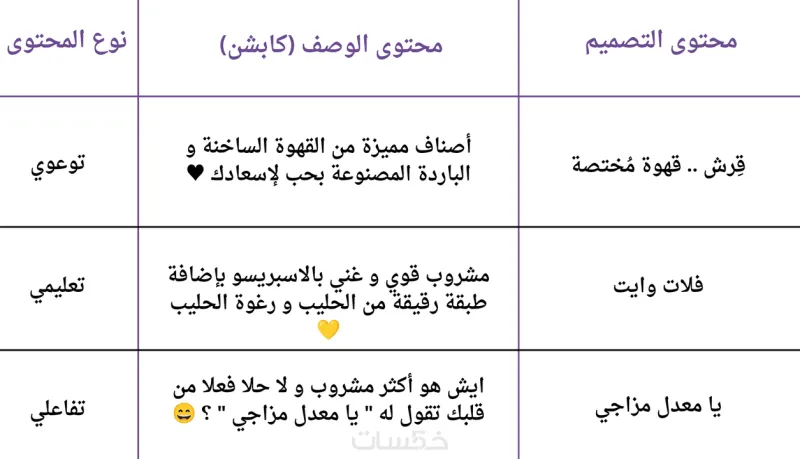 محتوى التصميم
محتوى الوصف (كابشن)
نوع المحتوى
قِرش .. قهوة مُختصة
أصناف مميزة من القهوة الساخنة و
الباردة المصنوعة بحب لإسعادك ♥
توعوي
فلات وايت
مشروب قوي و غني بالاسبريسو بإضافة
طبقة رقيقة من الحليب و رغوة الحليب
💛
تعليمي
يا معدل مزاجي
ايش هو أكثر مشروب و لا حلا فعلا من
قلبك تقول له " يا معدل مزاجي " ؟ 😄
تفاعلي
خمسات